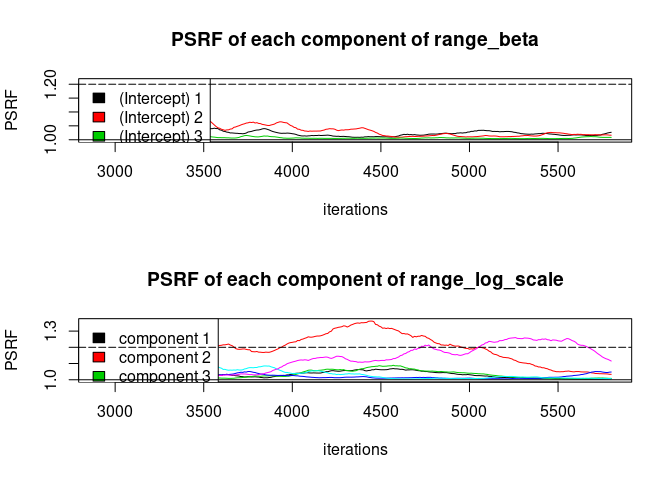 PSRF of each component of range_beta
PSRF
1.00 1.20
(Intercept) 1
(Intercept) 2
(Intercept) 3
3000 3500 4000 4500 5000 5500
iterations
PSRF of each component of range_log_scale
PSRF
1.0 1.3
component 1
component 2
component 3
3000 3500 4000 4500 5000 5500
iterations